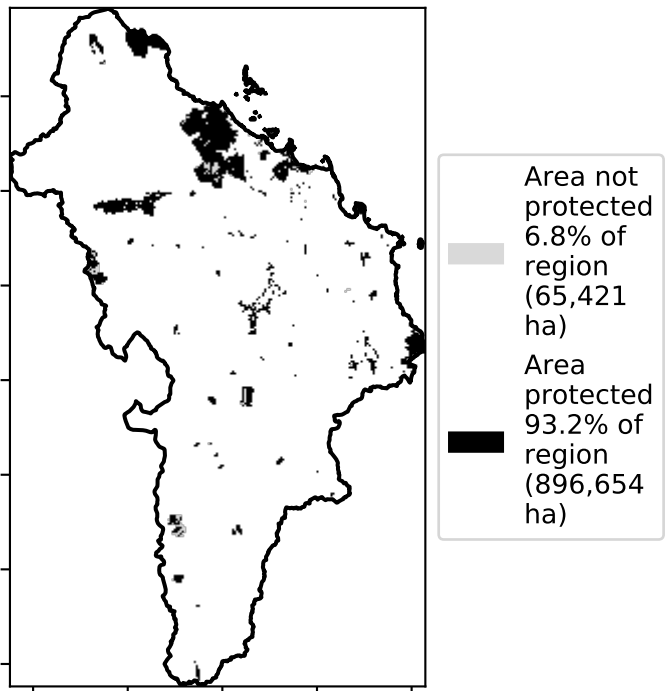 Area not
protected
6.8% of
region
(65,421
ha)
Area
protected
93.2% of
region
(896,654
ha)